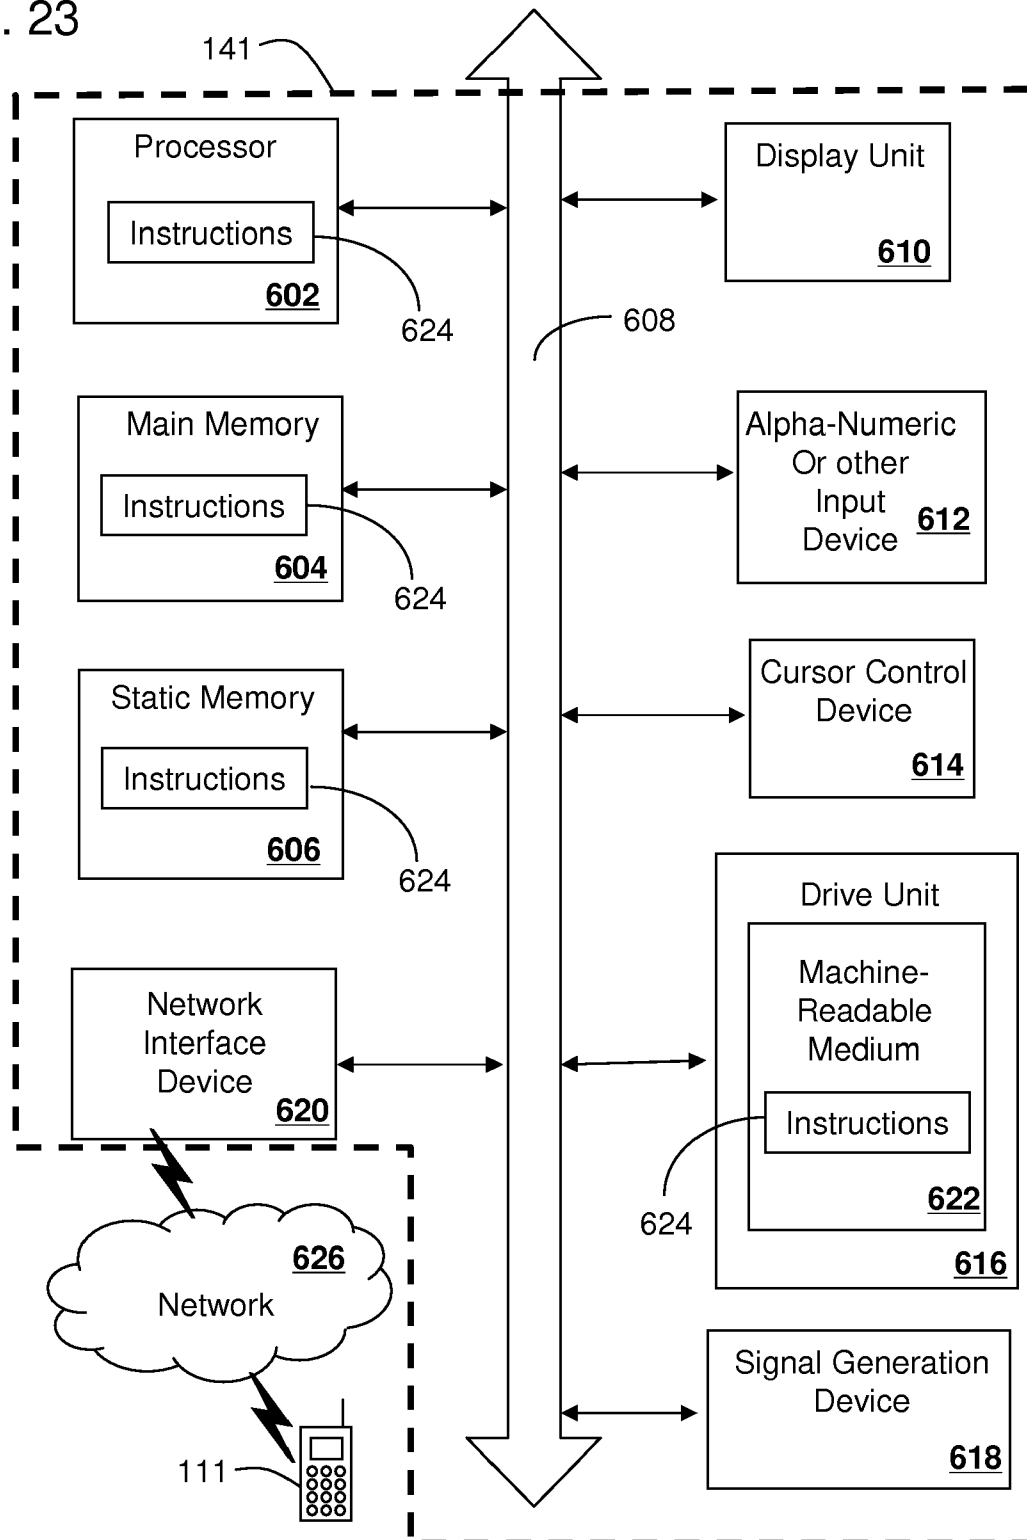 . 23
141
Processor
Instructions
602
624
Display Unit
610
608
Main Memory
Instructions
604
624
Alpha-Numeric
Or other
Input
Device
612
Static Memory
Instructions
606
624
Cursor Control
Device
614
Network
Interface
Device
620
Drive Unit
Machine-
Readable
Medium
Instructions
622
624
616
626
Network
111
Signal Generation
Device
618